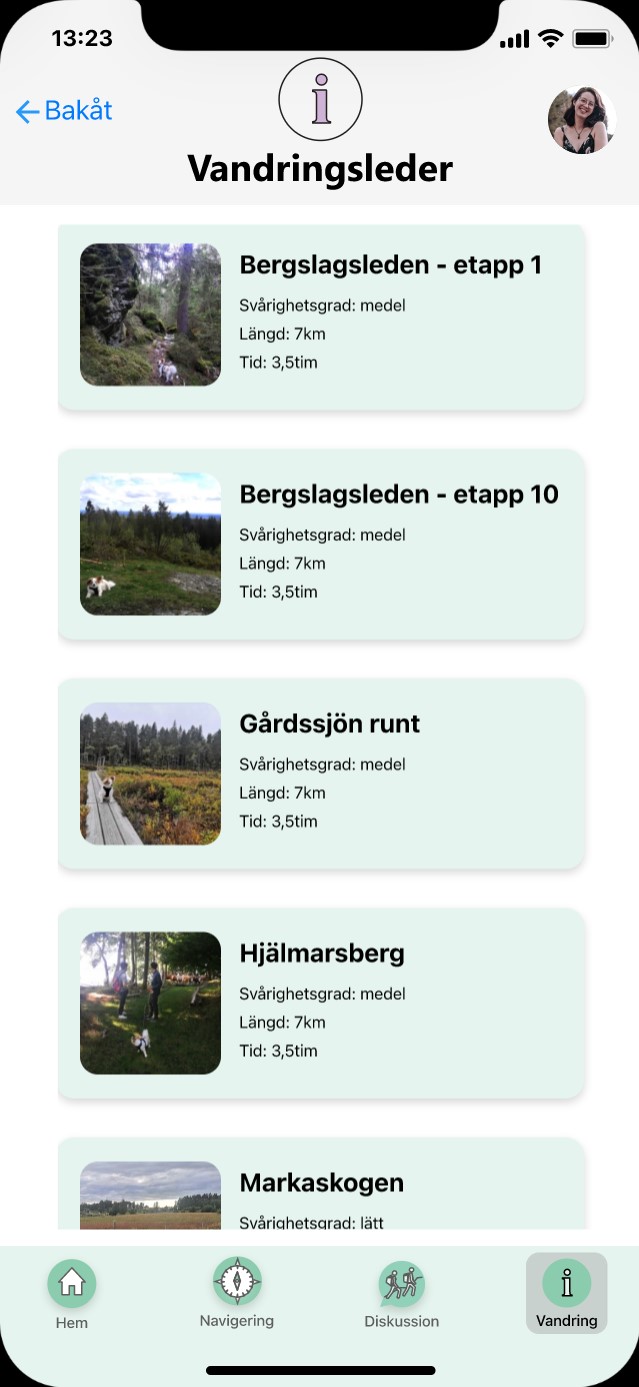 13:23
Bakåt
Vandringsleder
Bergslagsleden - etapp 1
Svårighetsgrad: medel
Längd: 7km
Tid: 3,5tim
Bergslagsleden - etapp 10
Svårighetsgrad: medel
Längd: 7km
Tid: 3,5tim
Gårdssjön runt
Svårighetsgrad: medel
Längd: 7km
Tid: 3,5tim
Hjälmarsberg
Svårighetsgrad: medel
Längd: 7km
Tid: 3,5tim
Markaskogen
Svårighetsgrad: lätt
Hem
Navigering
Diskussion
Vandring